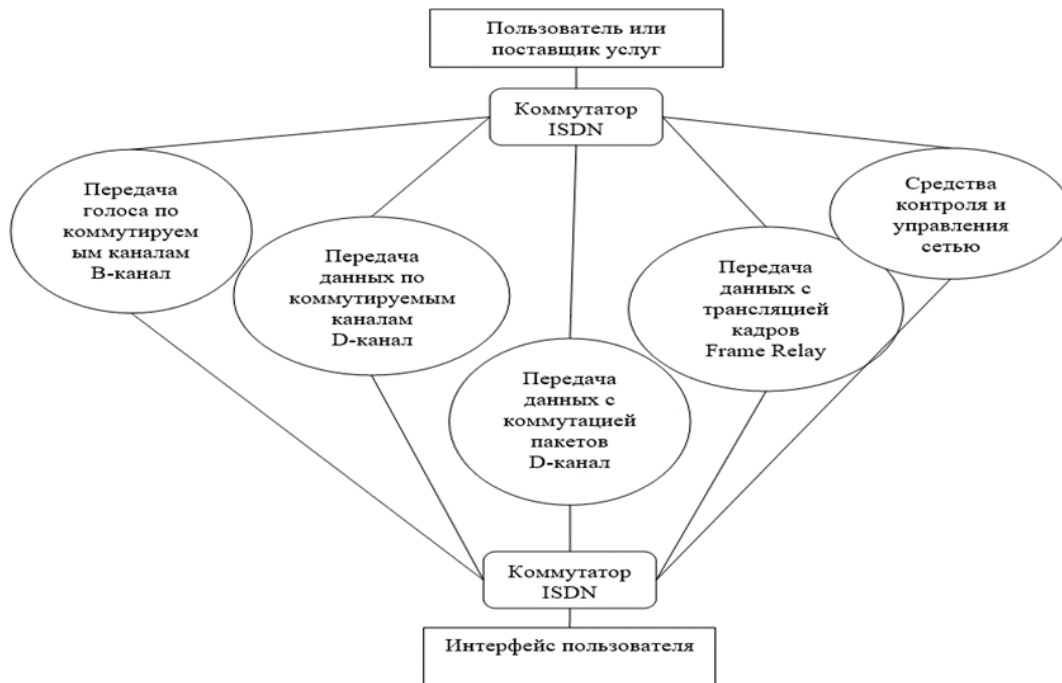 Пользователь или
поставщик услуг
Коммутатор
ISDN
Передача
голоса по
коммутируем
ым каналам
В-канал
Передача
данных по
коммутируемым
каналам
D-канал
Передача
данных с
коммутацией
пакетов
D-канал
Передача
данных с
трансляцией
кадров
Frame Relay
Средства
контроля и
управления
сетью
Коммутатор
ISDN
Интерфейс пользователя